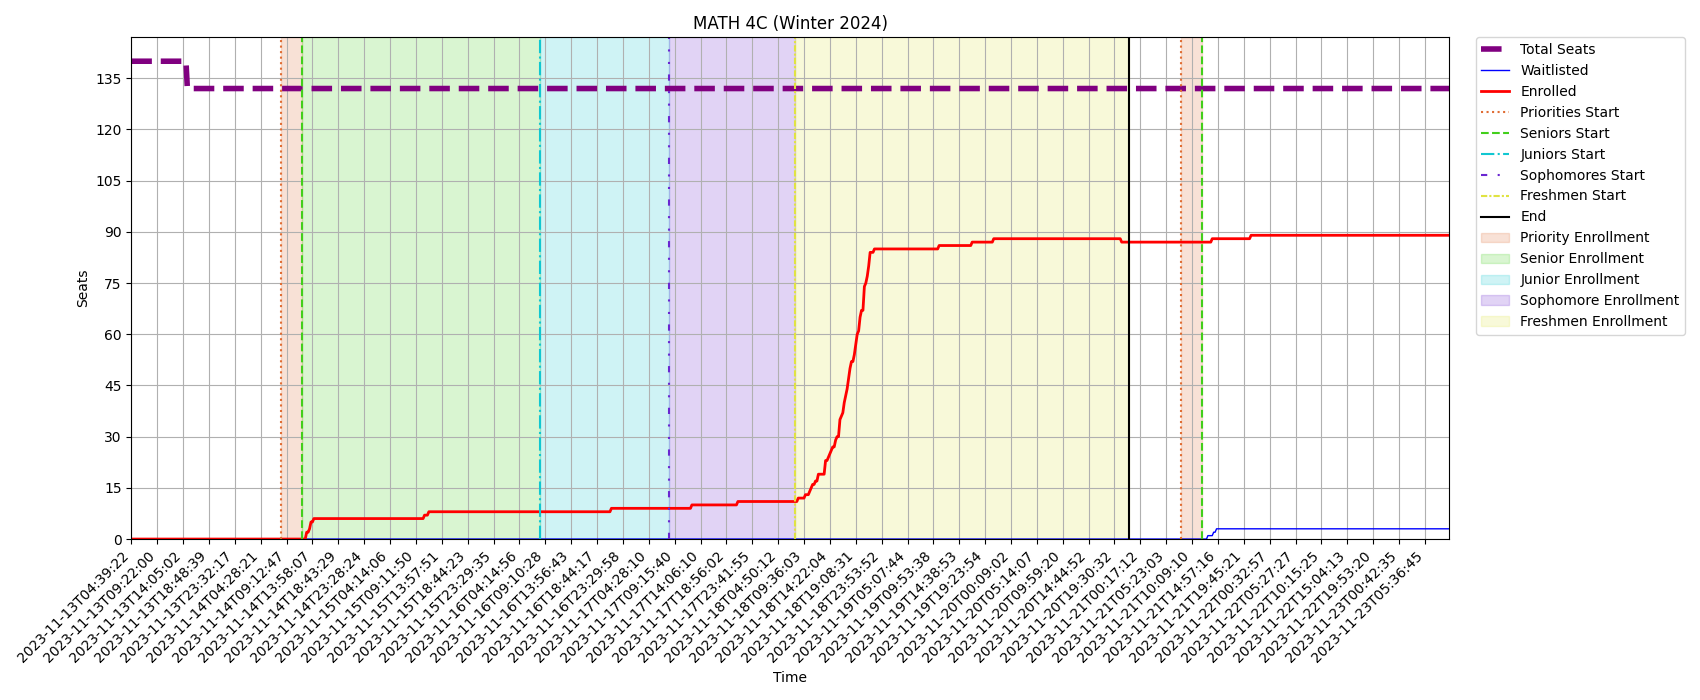 MATH 4C (Winter 2024)
Seats
135
120
105
90
75
60
45
30
15
0
2023-11-13T04:39:22
2023-11-13T09:22:00
2023-11-13T14:05:02
2023-11-13T18:48:39
2023-11-13T23:32:17
2023-11-14T04:28:21
2023-11-14T09:12:47
2023-11-14T13:58:07
2023-11-14T18:43:29
2023-11-14T23:28:24
2023-11-15T04:14:06
2023-11-15T09:11:50
2023-11-15T13:57:51
2023-11-15T18:44:23
2023-11-15T23:29:35
2023-11-16T04:14:56
2023-11-16T09:10:28
2023-11-16T13:56:43
2023-11-16T18:44:17
2023-11-16T23:29:58
2023-11-17T04:28:10
2023-11-17T09:15:40
2023-11-17T14:06:10
2023-11-17T18:56:02
2023-11-17T23:41:55
2023-11-18T04:50:12
2023-11-18T09:36:03
2023-11-18T14:22:04
2023-11-18T19:08:31
2023-11-18T23:53:52
2023-11-19T05:07:44
2023-11-19T09:53:38
2023-11-19T14:38:53
2023-11-19T19:23:54
2023-11-20T00:09:02
2023-11-20T05:14:07
2023-11-20T09:59:20
2023-11-20T14:44:52
2023-11-20T19:30:32
2023-11-21T00:17:12
2023-11-21T05:23:03
2023-11-21T10:09:10
2023-11-21T14:57:16
2023-11-21T19:45:21
2023-11-22T00:32:57
2023-11-22T05:27:27
2023-11-22T10:15:29
2023-11-22T15:04:13
2023-11-22T19:53:20
2023-11-23T00:42:35
2023-11-23T05:36:45
Time
Total Seats
Waitlisted
Enrolled
Priorities Start
Seniors Start
Juniors Start
Sophomores Start
Freshmen Start
End
Priority Enrollment
Senior Enrollment
Junior Enrollment
Sophomore Enrollment
Freshmen Enrollment